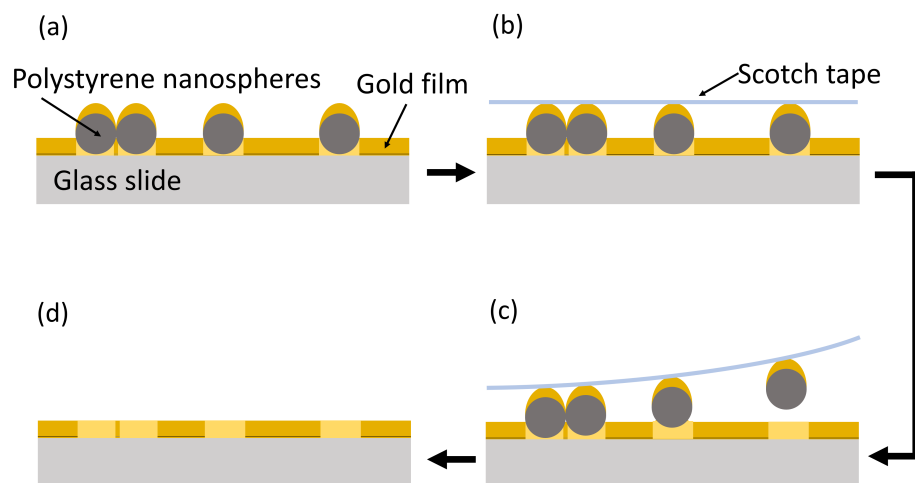 (a)
Polystyrene nanospheres
Gold film
Glass slide
(b)
Scotch tape
(d)
(c)